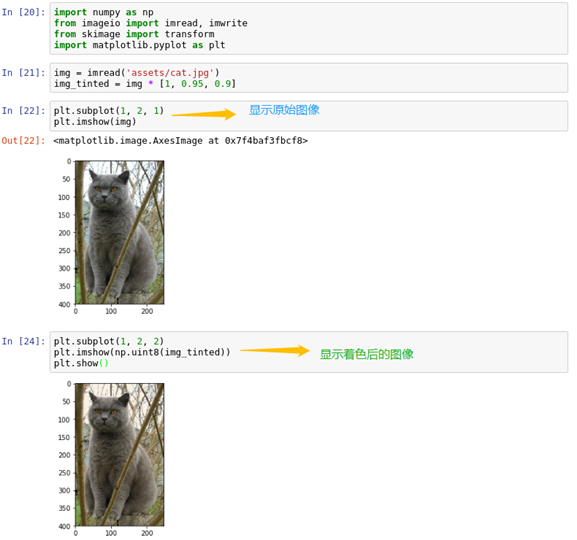 In [20]: import numpy as np
from imageio import imread, imwrite
from skimage import transform
import matplotlib.pyplot as plt
In [21]: img = imread('assets/cat.jpg')
img_tinted = img * [1, 0.95, 0.9]
In [22]: plt.subplot(1, 2, 1) 显示原始图像
plt.imshow(img)
Out[22]: <matplotlib.image.AxesImage at 0x7f4baf3fbcf8>
0
50
100
150
200
250
300
350
400
0 100 200
In [24]: plt.subplot(1, 2, 2)
plt.imshow(np.uint8(img_tinted)) 显示着色后的图像
plt.show()
0
50
100
150
200
250
300
350
400
0 100 200